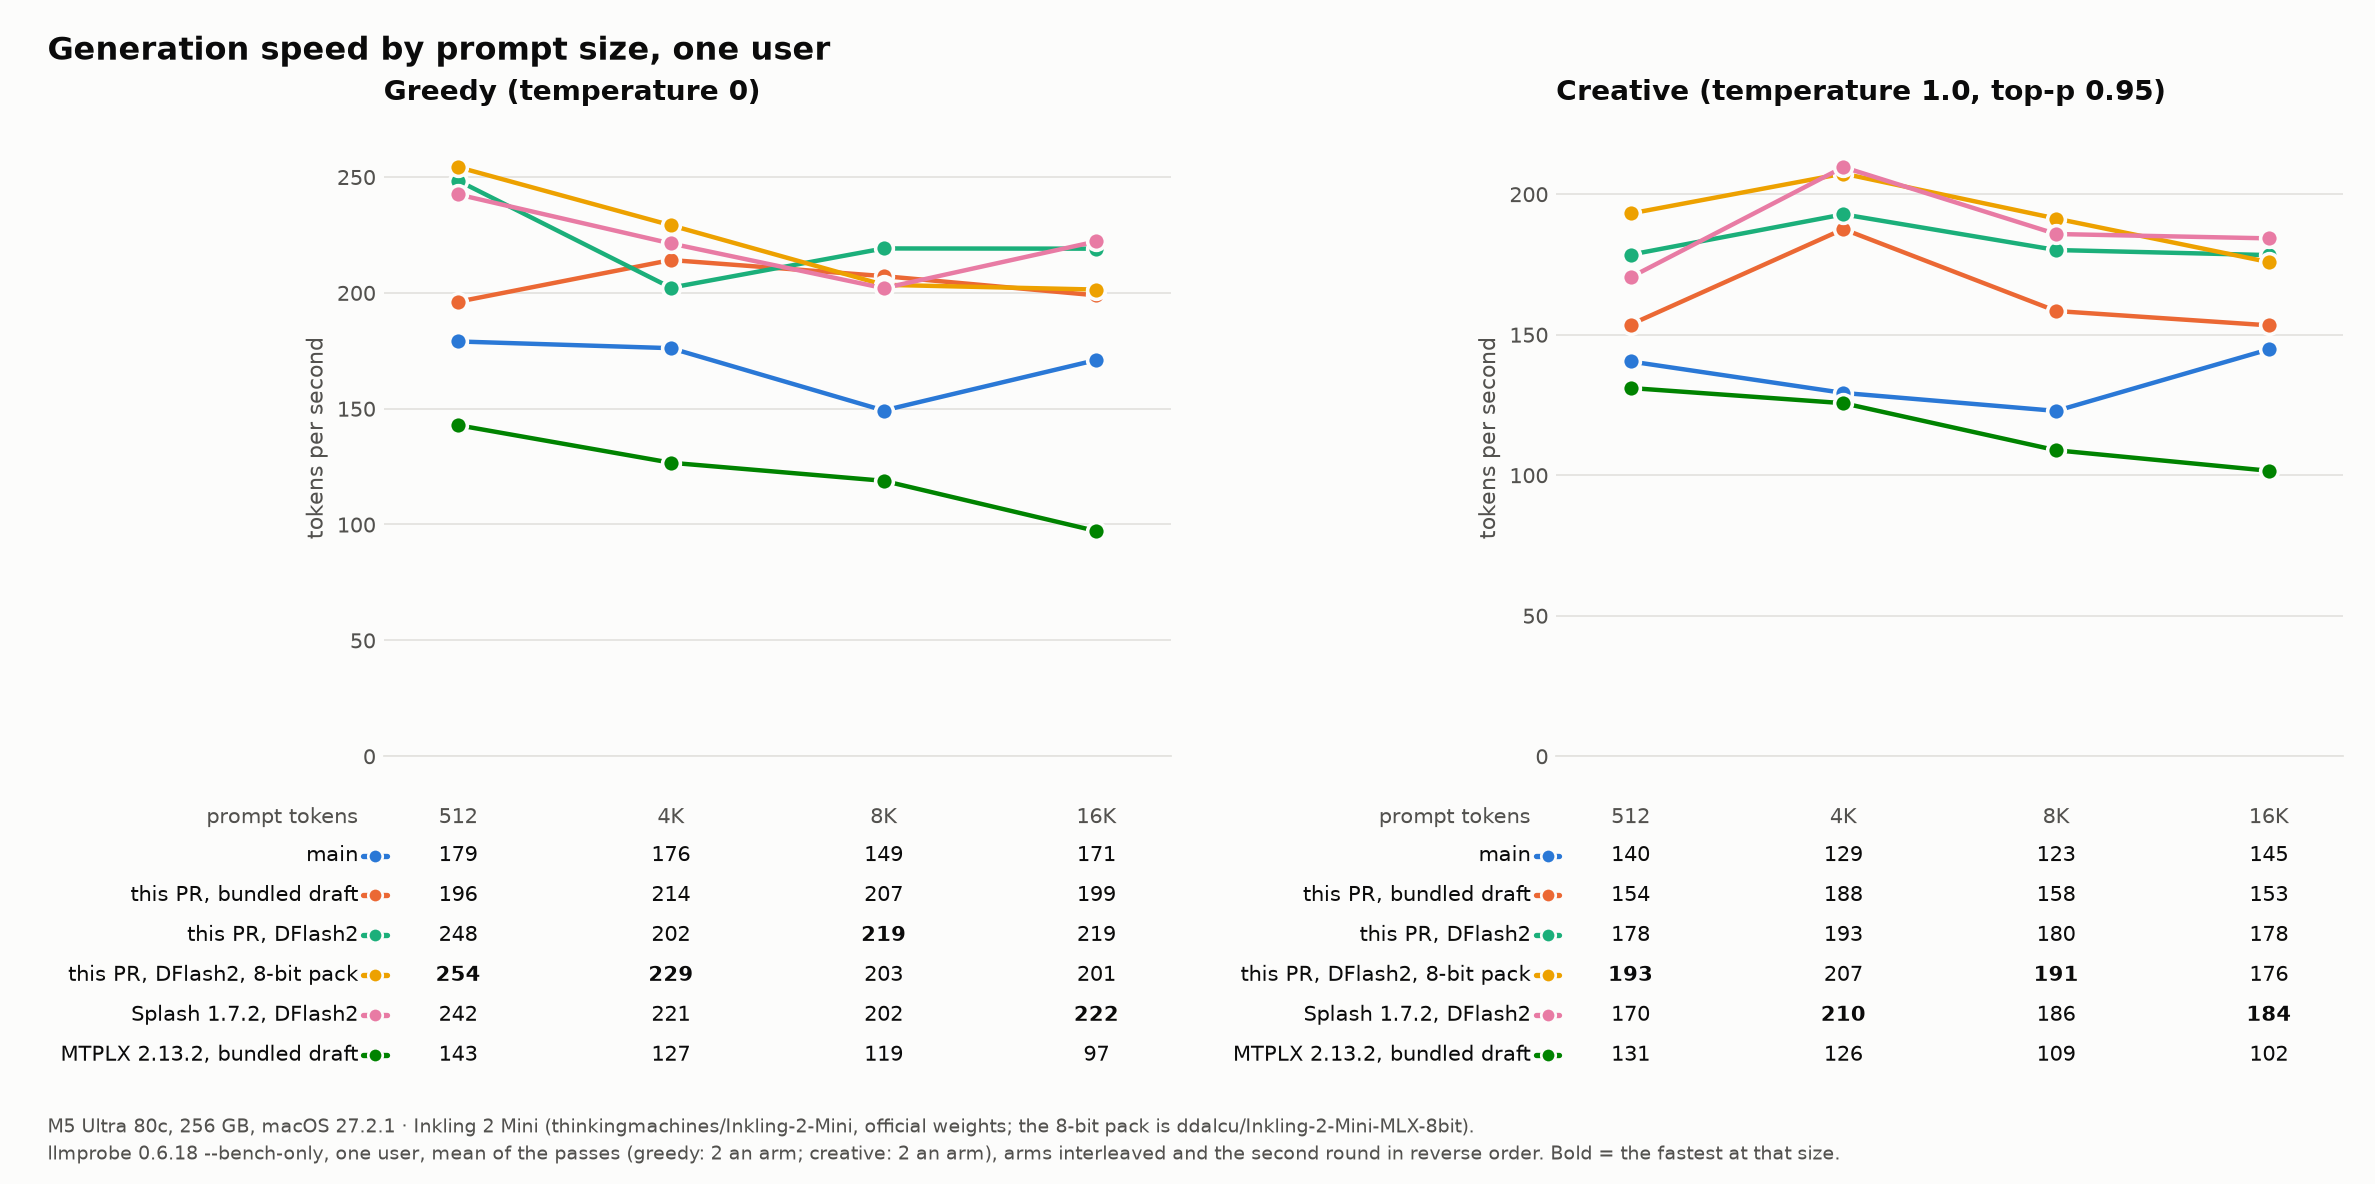 Generation speed by prompt size, one user
Greedy (temperature 0)
tokens per second
250
200
150
100
50
0
prompt tokens 512 4K 8K 16K
main 179 176 149 171
this PR, bundled draft 196 214 207 199
this PR, DFlash2 248 202 219 219
this PR, DFlash2, 8-bit pack 254 229 203 201
Splash 1.7.2, DFlash2 242 221 202 222
MTPLX 2.13.2, bundled draft 143 127 119 97
Creative (temperature 1.0, top-p 0.95)
tokens per second
200
150
100
50
0
prompt tokens 512 4K 8K 16K
main 140 129 123 145
this PR, bundled draft 154 188 158 153
this PR, DFlash2 178 193 180 178
this PR, DFlash2, 8-bit pack 193 207 191 176
Splash 1.7.2, DFlash2 170 210 186 184
MTPLX 2.13.2, bundled draft 131 126 109 102
M5 Ultra 80c, 256 GB, macOS 27.2.1 · Inkling 2 Mini (thinkingmachines/Inkling-2-Mini, official weights; the 8-bit pack is ddalcu/Inkling-2-Mini-MLX-8bit).
llmprobe 0.6.18 --bench-only, one user, mean of the passes (greedy: 2 an arm; creative: 2 an arm), arms interleaved and the second round in reverse order. Bold = the fastest at that size.